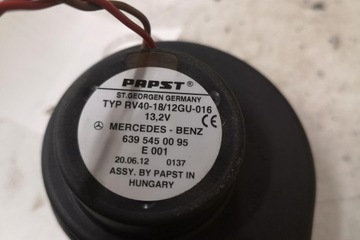 PAPST®
ST. GEORGEN GERMANY
TYP RV40-18/12GU-016
13,2V CE
MERCEDES - BENZ
639 545 00 95
E 001
20.06.12 0137
ASSY. BY PAPST IN
HUNGARY